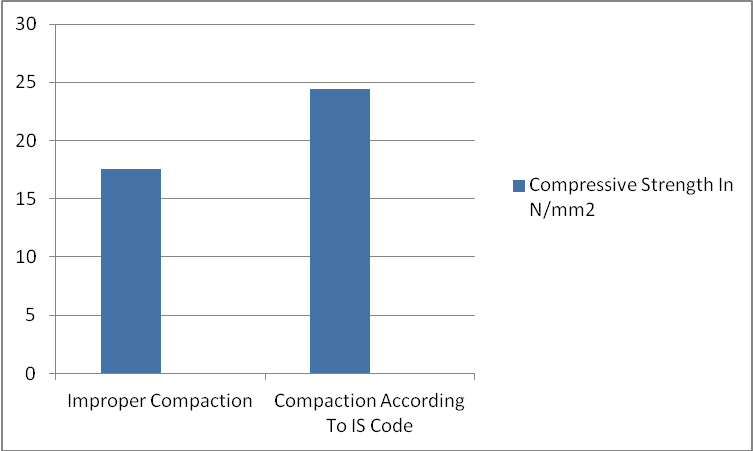 30
25
20
15
10
5
0
Improper Compaction
Compaction According
To IS Code
Compressive Strength In
N/mm2